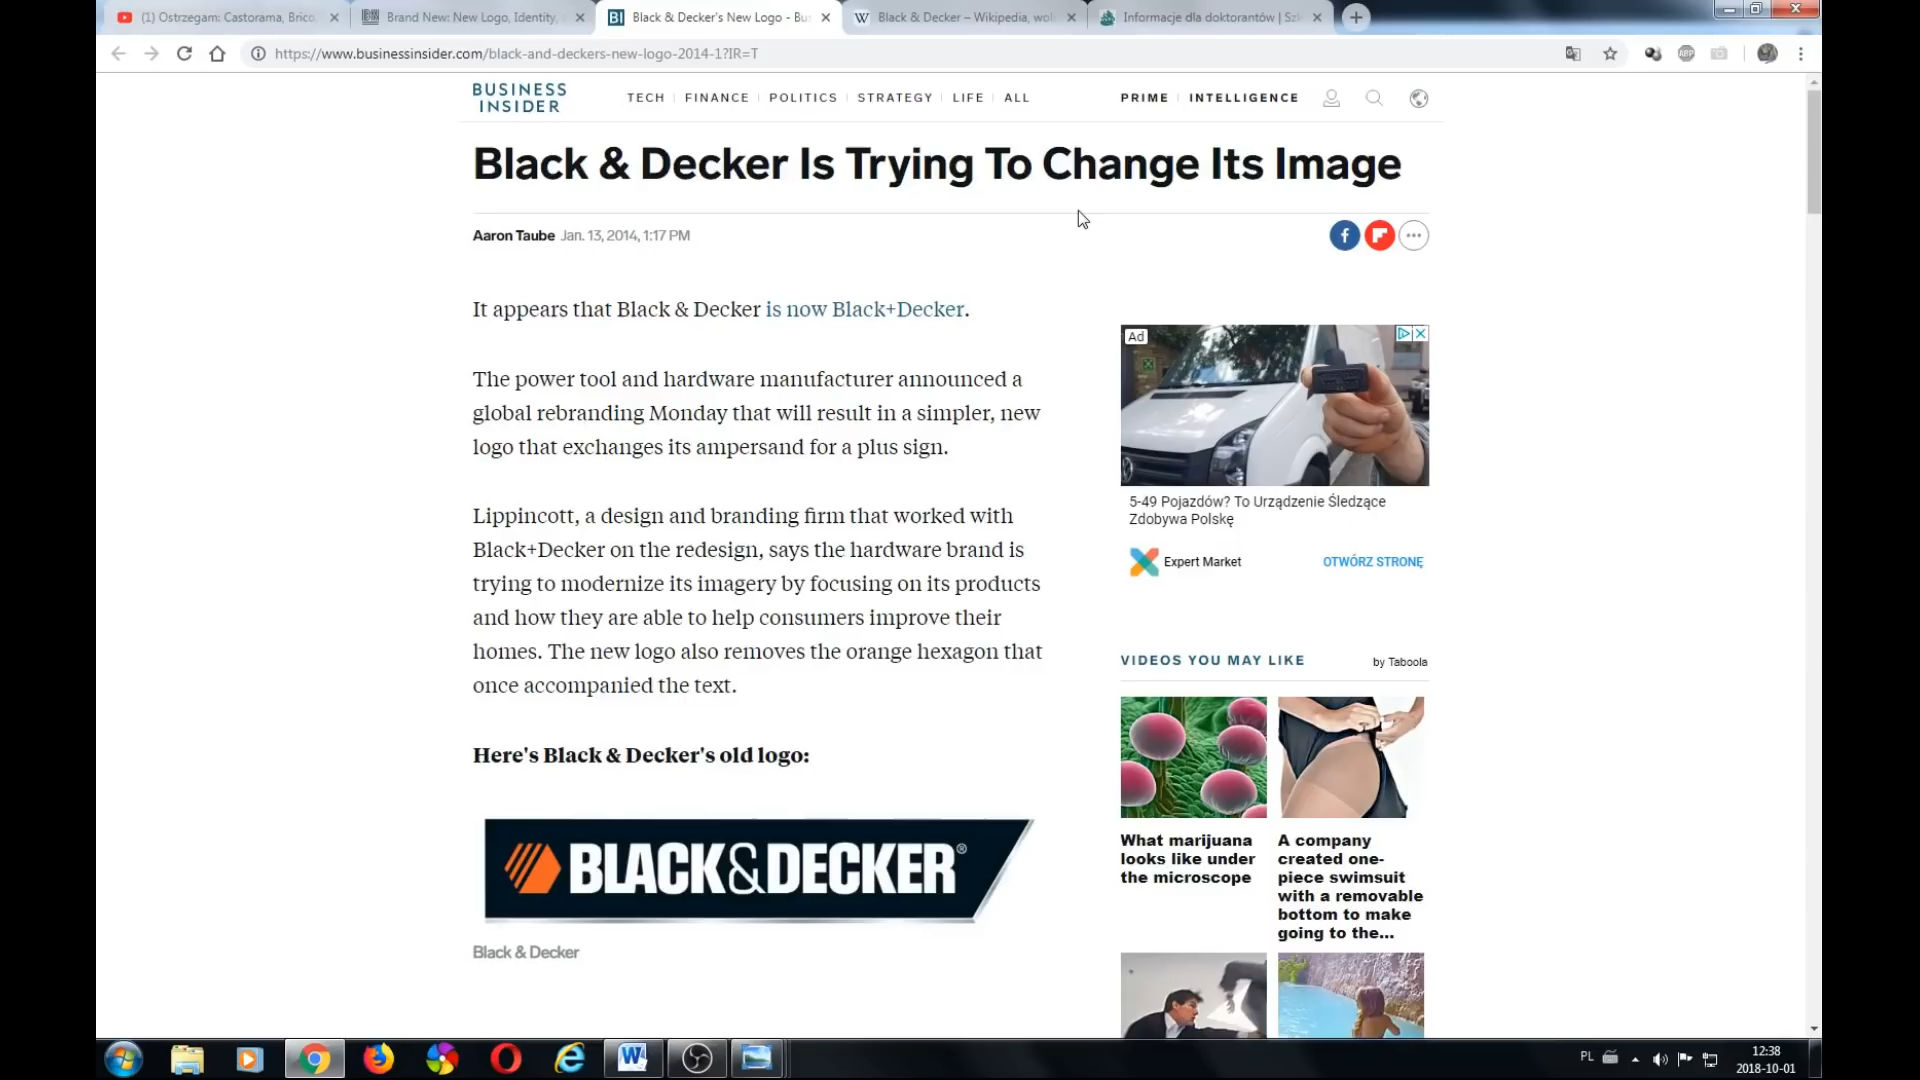 (1) Ostrzegam: Castorama, Brico
Brand New: New Logo, Identity,
Black & Decker's New Logo - Bu
Black & Decker – Wikipedia, wol
Informacje dla doktorantów | Szk
https://www.businessinsider.com/black-and-deckers-new-logo-2014-1?IR=T
ABP
BUSINESS
INSIDER
TECH FINANCE POLITICS STRATEGY LIFE ALL
PRIME INTELLIGENCE
Black & Decker Is Trying To Change Its Image
Aaron Taube Jan. 13, 2014, 1:17 PM
It appears that Black & Decker is now Black+Decker.
The power tool and hardware manufacturer announced a
global rebranding Monday that will result in a simpler, new
logo that exchanges its ampersand for a plus sign.
Lippincott, a design and branding firm that worked with
Black+Decker on the redesign, says the hardware brand is
trying to modernize its imagery by focusing on its products
and how they are able to help consumers improve their
homes. The new logo also removes the orange hexagon that
once accompanied the text.
Here's Black & Decker's old logo:
BLACK&DECKER®
Black & Decker
Ad
5-49 Pojazdów? To Urządzenie Śledzące
Zdobywa Polskę
Expert Market
OTWÓRZ STRONĘ
VIDEOS YOU MAY LIKE
by Taboola
What marijuana
looks like under
the microscope
A company
created one-
piece swimsuit
with a removable
bottom to make
going to the...
PL
12:38
2018-10-01